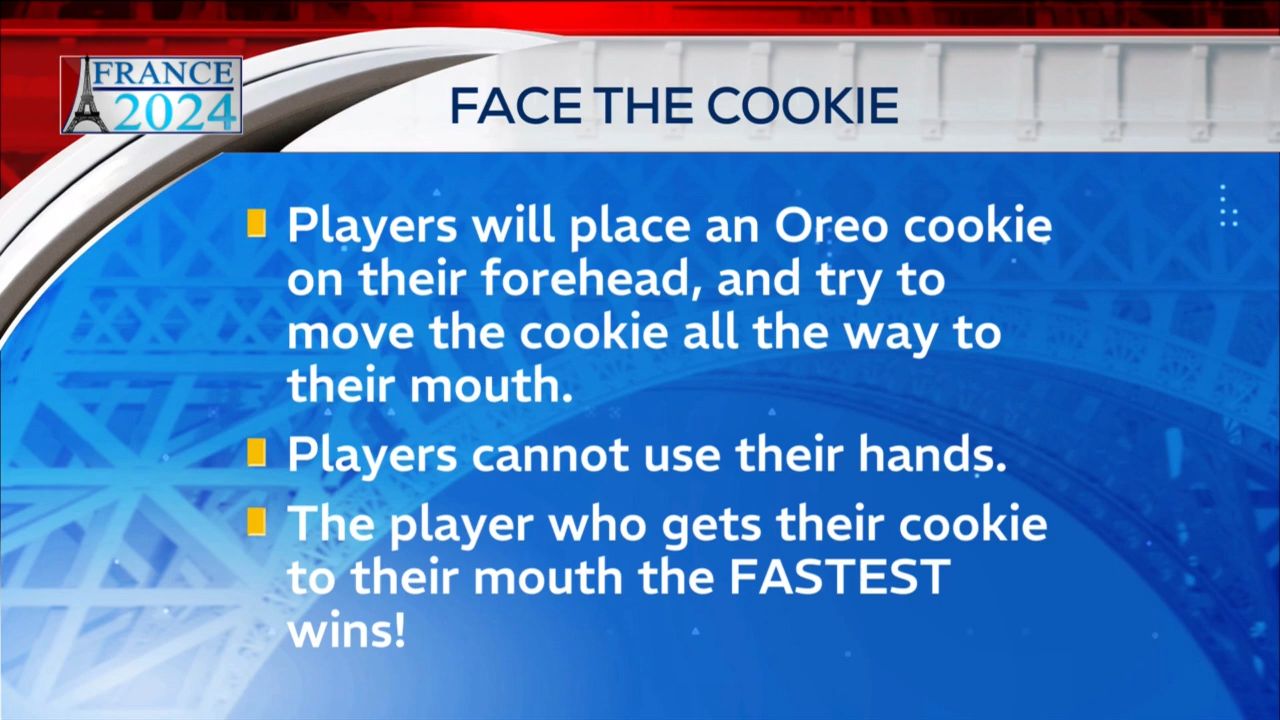 FRANCE
2024
FACE THE COOKIE
Players will place an Oreo cookie
on their forehead, and try to
move the cookie all the way to
their mouth.
Players cannot use their hands.
The player who gets their cookie
to their mouth the FASTEST
wins!